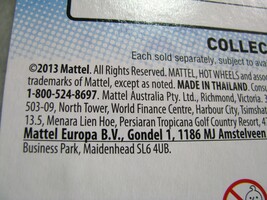 COLLEC
Each sold separately, subject to ava
©2013 Mattel. All Rights Reserved. MATTEL, HOT WHEELS and asso
trademarks of Mattel, except as noted. MADE IN THAILAND. Consu
1-800-524-8697. Mattel Australia Pty. Ltd., Richmond, Victoria. 3
503-09, North Tower, World Finance Centre, Harbour City, Tsimshat
13.5, Menara Lien Hoe, Persiaran Tropicana Golf Country Resort, 47
Mattel Europa B.V., Gondel 1, 1186 MJ Amstelveen
Business Park, Maidenhead SL6 4UB.